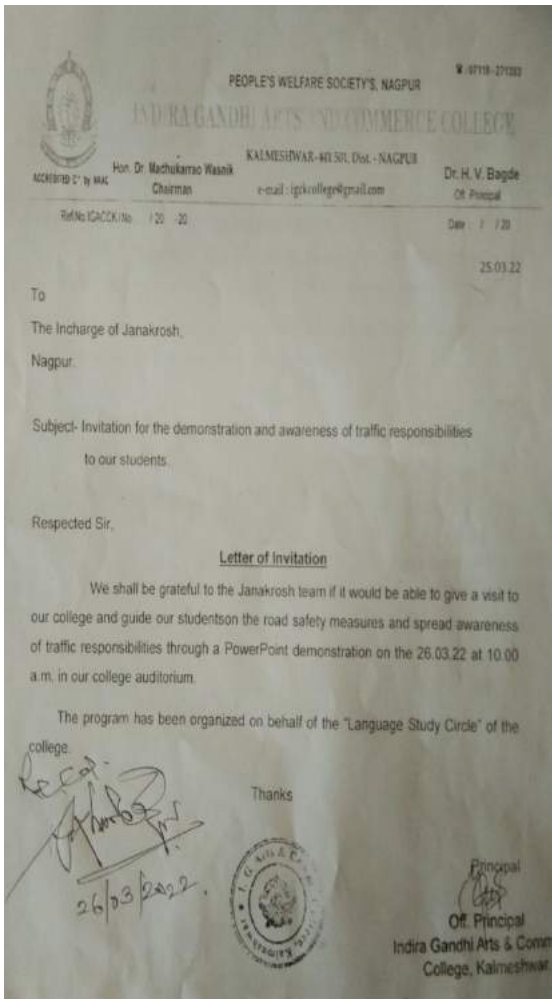 ☎: 07118-271383
PEOPLE'S WELFARE SOCIETY'S, NAGPUR
INDIRA GANDHI ARTS AND COMMERCE COLLEGE
KALMESHWAR-441 501, Dist. - NAGPUR
ACCREDITED C+ by NAAC
Hon. Dr. Madhukarrao Wasnik
Chairman
e-mail : igckcollege@gmail.com
Dr. H. V. Bagde
Off. Principal
Ref.No.IGACCK/No. / 20 -20
Date : / / 20
25.03.22
To
The Incharge of Janakrosh,
Nagpur.
Subject- Invitation for the demonstration and awareness of traffic responsibilities
to our students.
Respected Sir,
Letter of Invitation
We shall be grateful to the Janakrosh team if it would be able to give a visit to
our college and guide our studentson the road safety measures and spread awareness
of traffic responsibilities through a PowerPoint demonstration on the 26.03.22 at 10.00
a.m. in our college auditorium.
The program has been organized on behalf of the "Language Study Circle" of the
college.
Recd.
26/03/2022.
Thanks
Principal
Off. Principal
Indira Gandhi Arts & Comm
College, Kalmeshwar